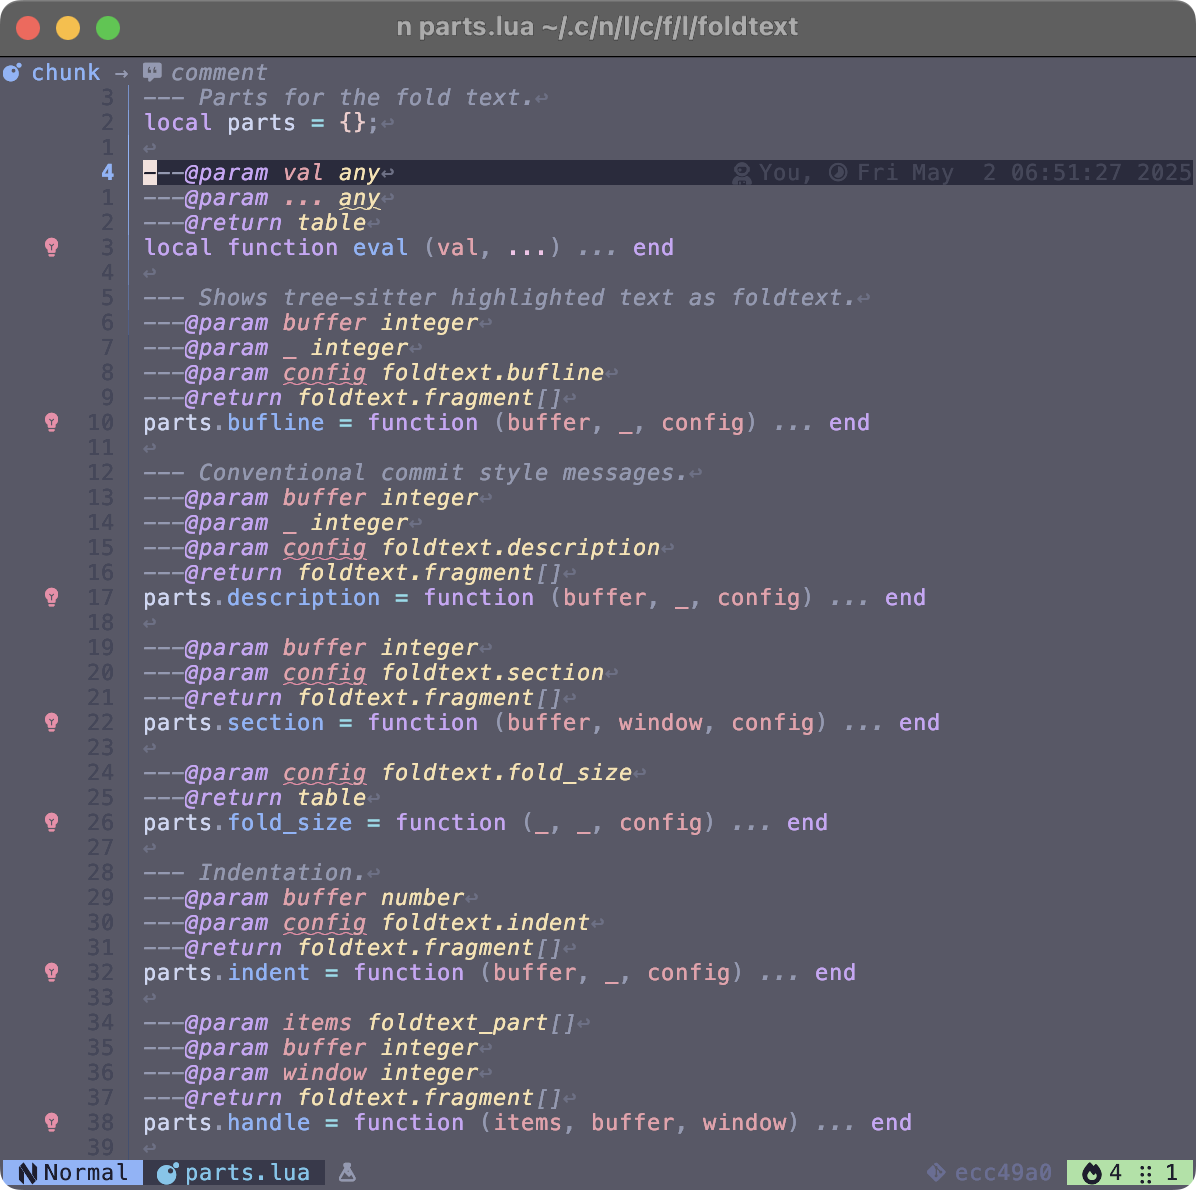 n parts.lua ~/.c/n/l/c/f/l/foldtext
chunk → comment
3 --- Parts for the fold text.↩
2 local parts = {};↩
1 ↩
4 ---@param val any↩ You, Fri May  2 06:51:27 2025
1 ---@param ... any↩
2 ---@return table↩
3 local function eval (val, ...) ... end
4 ↩
5 --- Shows tree-sitter highlighted text as foldtext.↩
6 ---@param buffer integer↩
7 ---@param _ integer↩
8 ---@param config foldtext.bufline↩
9 ---@return foldtext.fragment[]↩
10 parts.bufline = function (buffer, _, config) ... end
11 ↩
12 --- Conventional commit style messages.↩
13 ---@param buffer integer↩
14 ---@param _ integer↩
15 ---@param config foldtext.description↩
16 ---@return foldtext.fragment[]↩
17 parts.description = function (buffer, _, config) ... end
18 ↩
19 ---@param buffer integer↩
20 ---@param config foldtext.section↩
21 ---@return foldtext.fragment[]↩
22 parts.section = function (buffer, window, config) ... end
23 ↩
24 ---@param config foldtext.fold_size↩
25 ---@return table↩
26 parts.fold_size = function (_, _, config) ... end
27 ↩
28 --- Indentation.↩
29 ---@param buffer number↩
30 ---@param config foldtext.indent↩
31 ---@return foldtext.fragment[]↩
32 parts.indent = function (buffer, _, config) ... end
33 ↩
34 ---@param items foldtext_part[]↩
35 ---@param buffer integer↩
36 ---@param window integer↩
37 ---@return foldtext.fragment[]↩
38 parts.handle = function (items, buffer, window) ... end
39 ↩
Normal parts.lua ecc49a0 4 1